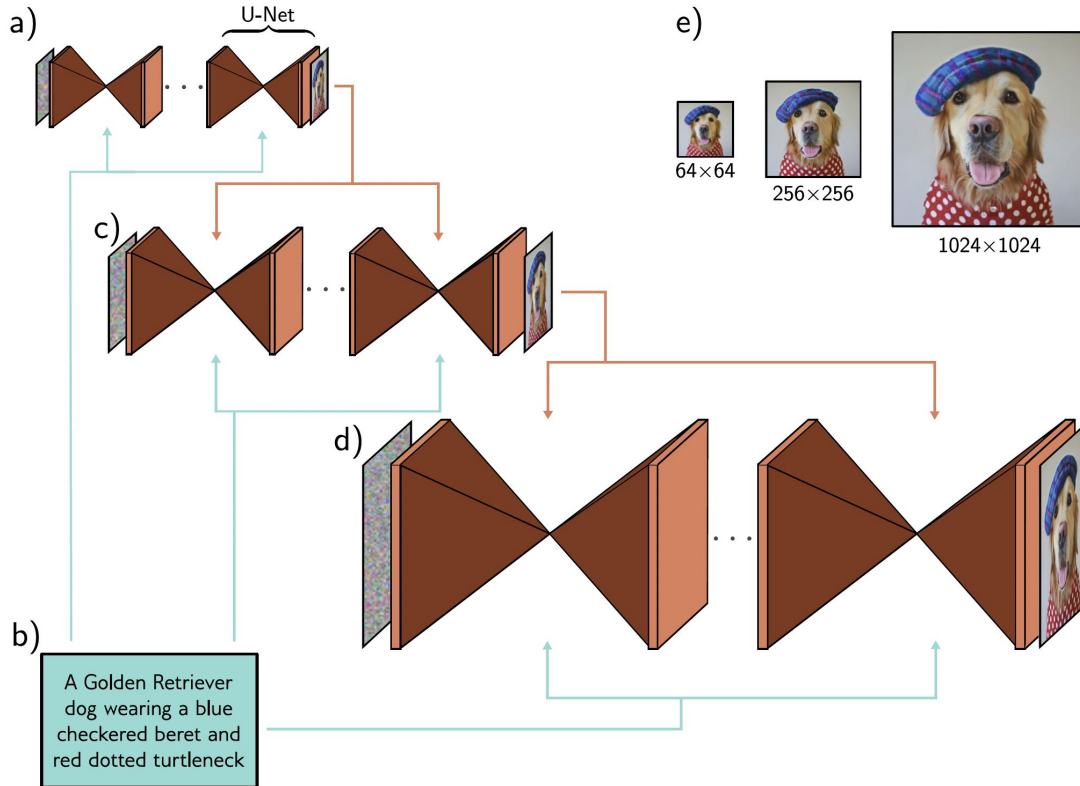 a)
U-Net
e)
64×64
256×256
1024×1024
c)
d)
b)
A Golden Retriever
dog wearing a blue
checkered beret and
red dotted turtleneck